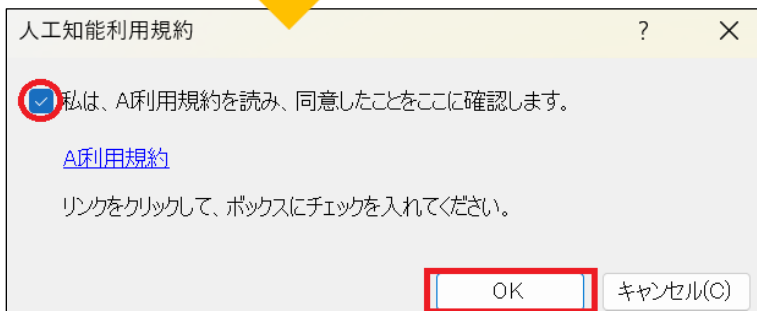 人工知能利用規約 ? ×
私は、AI利用規約を読み、同意したことをここに確認します。
AI利用規約
リンクをクリックして、ボックスにチェックを入れてください。
OK キャンセル(C)